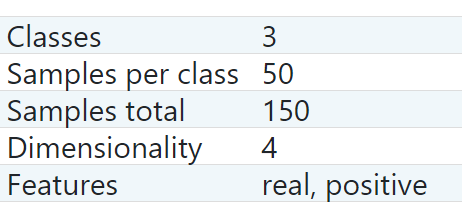 Classes 3
Samples per class 50
Samples total 150
Dimensionality 4
Features real, positive